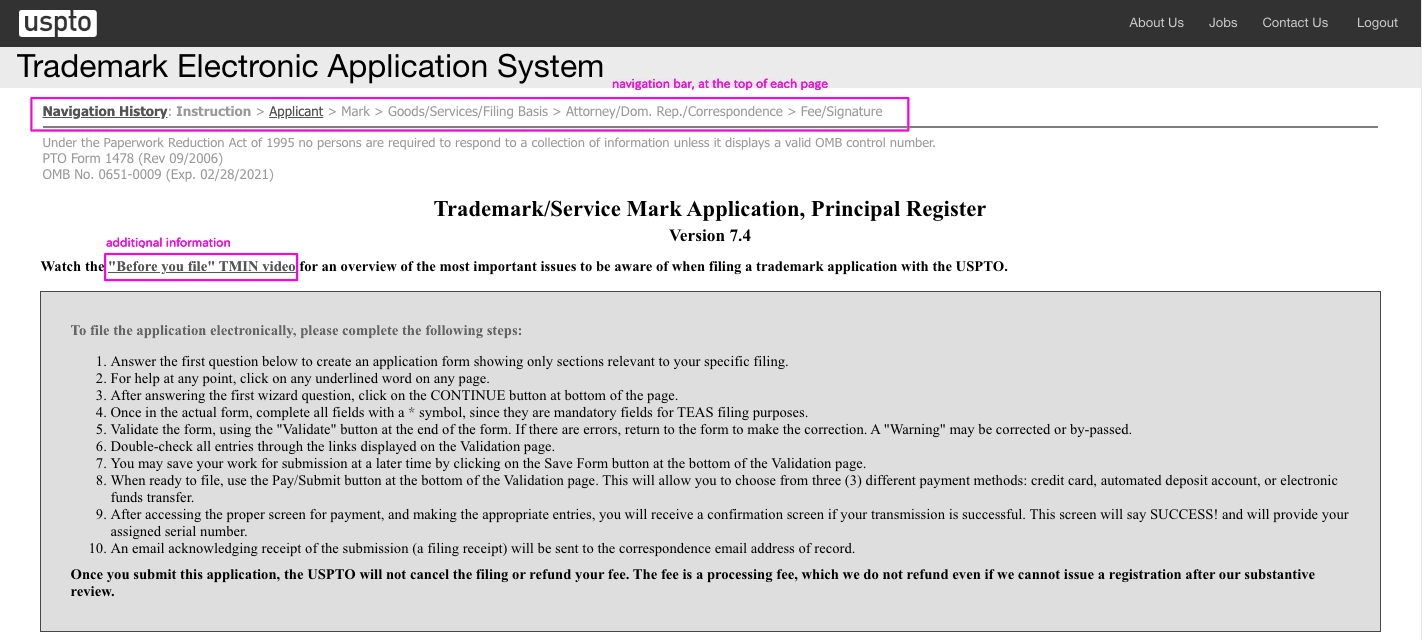 uspto
About Us Jobs Contact Us Logout
Trademark Electronic Application System
navigation bar, at the top of each page
Navigation History: Instruction > Applicant > Mark > Goods/Services/Filing Basis > Attorney/Dom. Rep./Correspondence > Fee/Signature
Under the Paperwork Reduction Act of 1995 no persons are required to respond to a collection of information unless it displays a valid OMB control number.
PTO Form 1478 (Rev 09/2006)
OMB No. 0651-0009 (Exp. 02/28/2021)
Trademark/Service Mark Application, Principal Register
Version 7.4
additional information
Watch the "Before you file" TMIN video for an overview of the most important issues to be aware of when filing a trademark application with the USPTO.
To file the application electronically, please complete the following steps:
1. Answer the first question below to create an application form showing only sections relevant to your specific filing.
2. For help at any point, click on any underlined word on any page.
3. After answering the first wizard question, click on the CONTINUE button at bottom of the page.
4. Once in the actual form, complete all fields with a * symbol, since they are mandatory fields for TEAS filing purposes.
5. Validate the form, using the "Validate" button at the end of the form. If there are errors, return to the form to make the correction. A "Warning" may be corrected or by-passed.
6. Double-check all entries through the links displayed on the Validation page.
7. You may save your work for submission at a later time by clicking on the Save Form button at the bottom of the Validation page.
8. When ready to file, use the Pay/Submit button at the bottom of the Validation page. This will allow you to choose from three (3) different payment methods: credit card, automated deposit account, or electronic
funds transfer.
9. After accessing the proper screen for payment, and making the appropriate entries, you will receive a confirmation screen if your transmission is successful. This screen will say SUCCESS! and will provide your
assigned serial number.
10. An email acknowledging receipt of the submission (a filing receipt) will be sent to the correspondence email address of record.
Once you submit this application, the USPTO will not cancel the filing or refund your fee. The fee is a processing fee, which we do not refund even if we cannot issue a registration after our substantive
review.